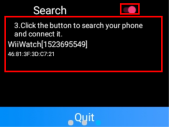 Search
3.Click the button to search your phone
and connect it.
WiiWatch[1523695549]
46:81:3F:3D:C7:21
Quit